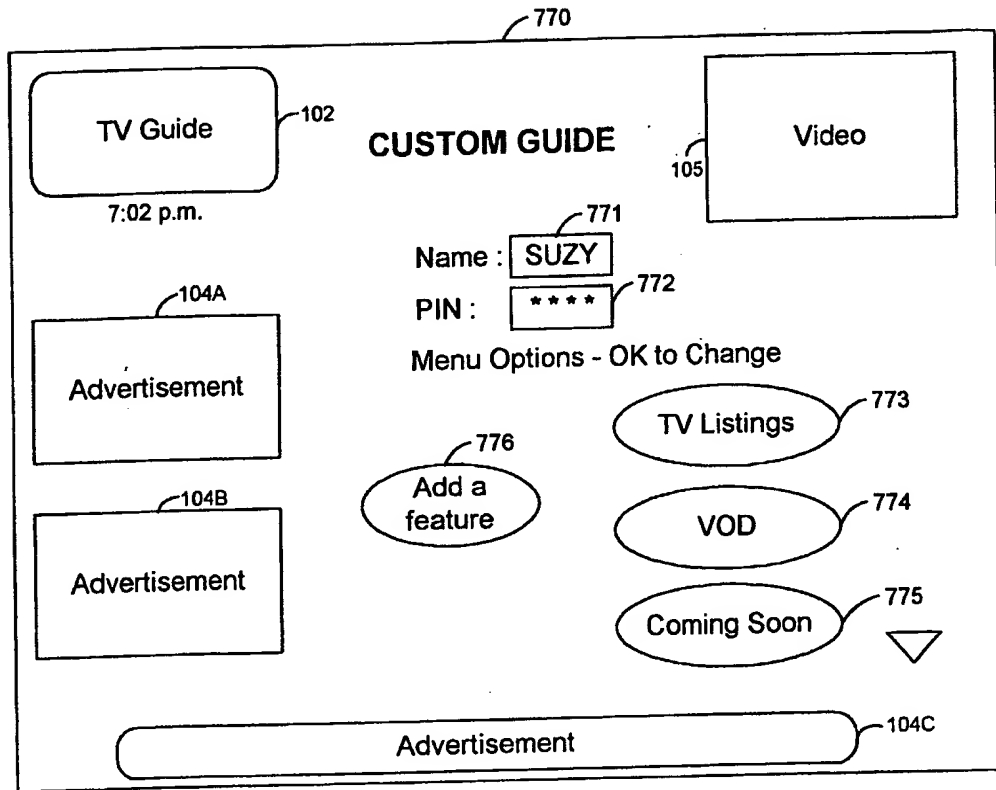 770
TV Guide
102
CUSTOM GUIDE
Video
105
7:02 p.m.
771
Name : SUZY
772
PIN : ****
Menu Options - OK to Change
104A
Advertisement
773
TV Listings
776
Add a
feature
104B
Advertisement
774
VOD
775
Coming Soon
Advertisement
104C